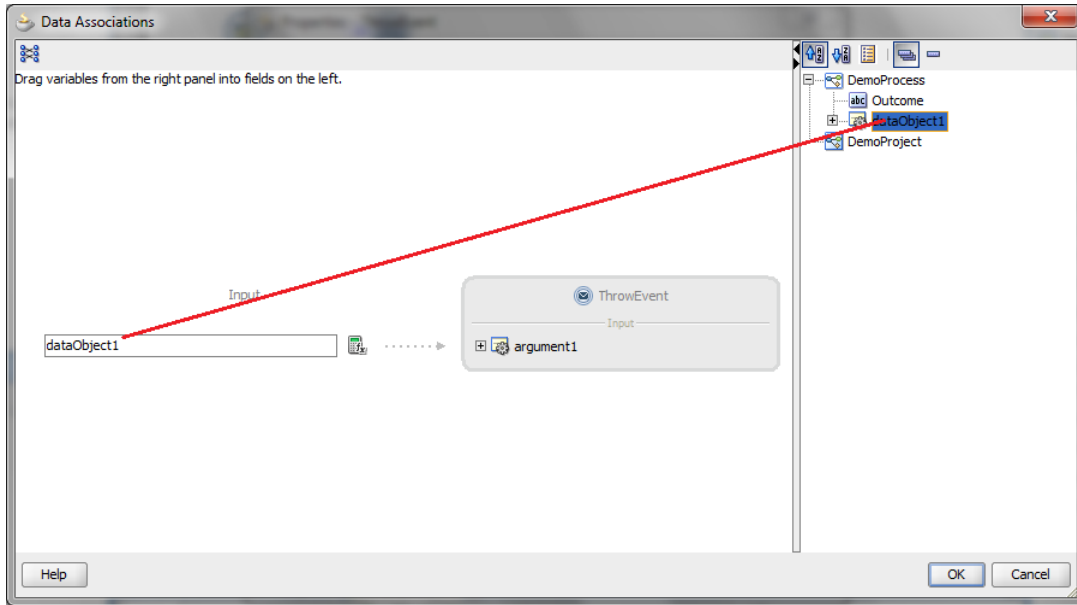 Data Associations
Drag variables from the right panel into fields on the left.
DemoProcess
abc Outcome
dataObject1
DemoProject
Input
ThrowEvent
Input
dataObject1
argument1
Help
OK
Cancel